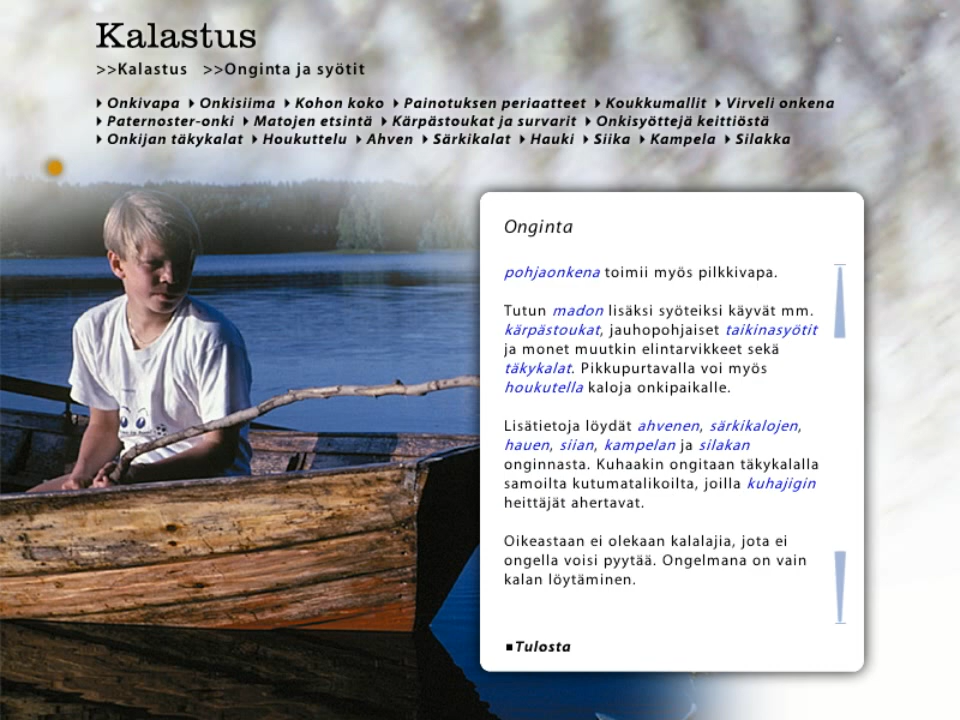 Kalastus
>>Kalastus >>Onginta ja syötit
Onkivapa Onkisiima Kohon koko Painotuksen periaatteet Koukkumallit Virveli onkena
Paternoster-onki Matojen etsintä Kärpästoukat ja survarit Onkisyöttejä keittiöstä
Onkijan täkykalat Houkuttelu Ahven Särkikalat Hauki Siika Kampela Silakka
Onginta
pohjaonkena toimii myös pilkkivapa.
Tutun madon lisäksi syöteiksi käyvät mm.
kärpästoukat, jauhopohjaiset taikinasyötit
ja monet muutkin elintarvikkeet sekä
täkykalat. Pikkupurtavalla voi myös
houkutella kaloja onkipaikalle.
Lisätietoja löydät ahvenen, särkikalojen,
hauen, siian, kampelan ja silakan
onginnasta. Kuhaakin ongitaan täkykalalla
samoilta kutumatalikoilta, joilla kuhajigin
heittäjät ahertavat.
Oikeastaan ei olekaan kalalajia, jota ei
ongella voisi pyytää. Ongelmana on vain
kalan löytäminen.
Tulosta